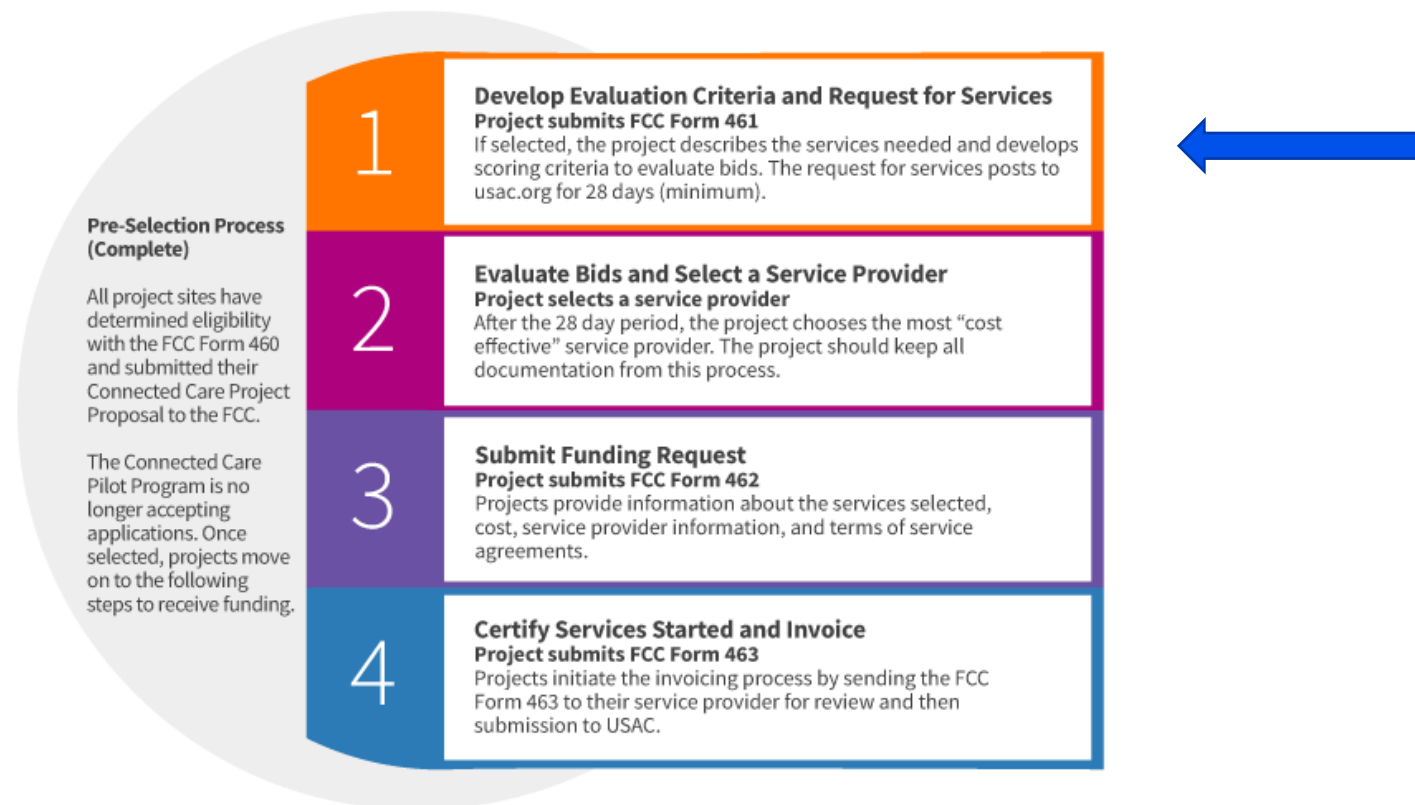 Pre-Selection Process
(Complete)
All project sites have
determined eligibility
with the FCC Form 460
and submitted their
Connected Care Project
Proposal to the FCC.
The Connected Care
Pilot Program is no
longer accepting
applications. Once
selected, projects move
on to the following
steps to receive funding.
1
Develop Evaluation Criteria and Request for Services
Project submits FCC Form 461
If selected, the project describes the services needed and develops
scoring criteria to evaluate bids. The request for services posts to
usac.org for 28 days (minimum).
2
Evaluate Bids and Select a Service Provider
Project selects a service provider
After the 28 day period, the project chooses the most “cost
effective” service provider. The project should keep all
documentation from this process.
3
Submit Funding Request
Project submits FCC Form 462
Projects provide information about the services selected,
cost, service provider information, and terms of service
agreements.
4
Certify Services Started and Invoice
Project submits FCC Form 463
Projects initiate the invoicing process by sending the FCC
Form 463 to their service provider for review and then
submission to USAC.